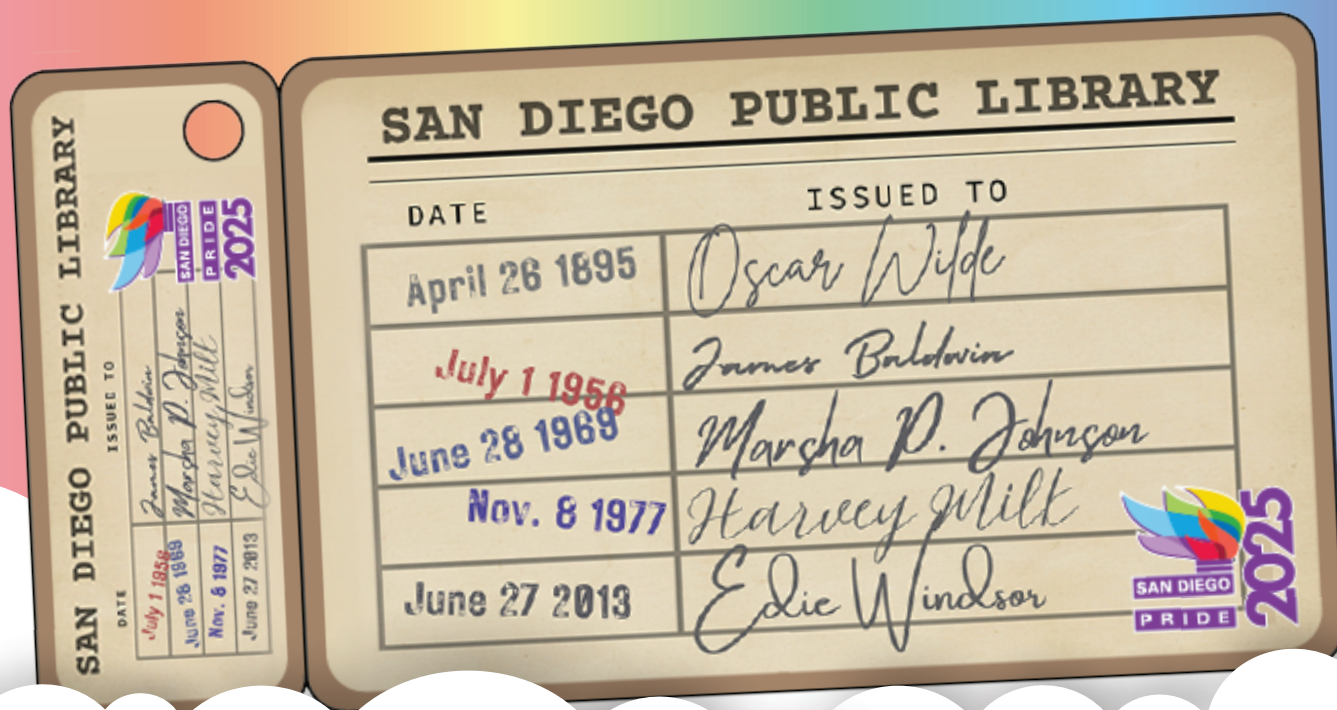 SAN DIEGO PUBLIC LIBRARY
DATE ISSUED TO
July 1 1956 James Baldwin
June 28 1969 Marsha P. Johnson
Nov. 8 1977 Harvey Milk
June 27 2013 Edie Windsor
SAN DIEGO
PRIDE
2025
SAN DIEGO PUBLIC LIBRARY
DATE ISSUED TO
April 26 1895 Oscar Wilde
July 1 1956 James Baldwin
June 28 1969 Marsha P. Johnson
Nov. 8 1977 Harvey Milk
June 27 2013 Edie Windsor
SAN DIEGO
PRIDE
2025